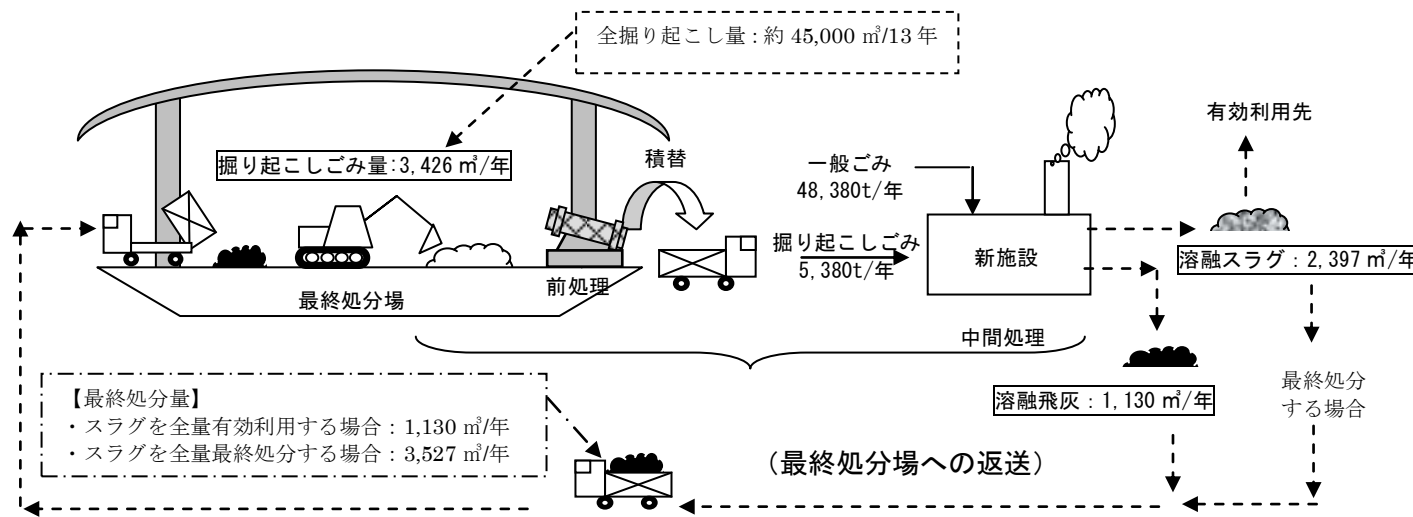 全掘り起こし量：約 45,000 ㎥/13 年
掘り起こしごみ量：3,426 ㎥/年
積替
一般ごみ
48,380t/年
掘り起こしごみ
5,380t/年
新施設
有効利用先
溶融スラグ：2,397 ㎥/年
最終処分場
前処理
中間処理
溶融飛灰：1,130 ㎥/年
最終処分
する場合
【最終処分量】
・スラグを全量有効利用する場合：1,130 ㎥/年
・スラグを全量最終処分する場合：3,527 ㎥/年
（最終処分場への返送）